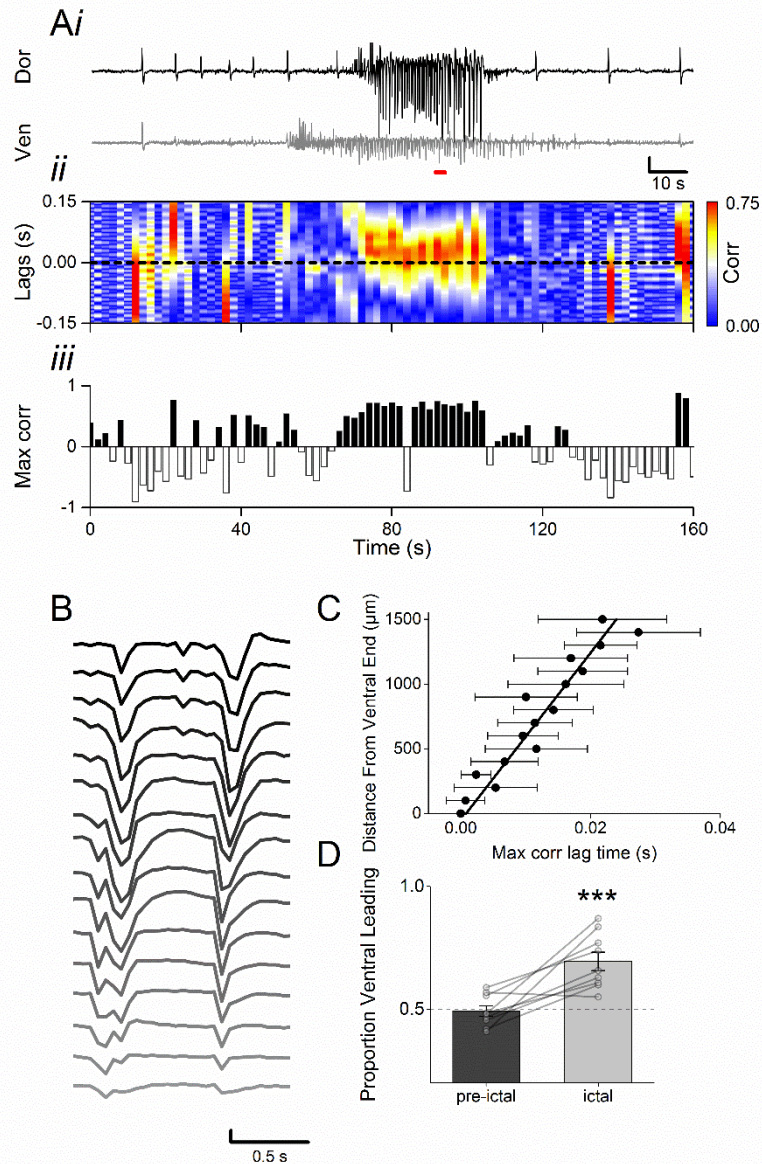 Ai
Dor
Ven
10 s
ii
0.15
0.00
-0.15
Lags (s)
0.75
0.00
Corr
iii
1
0
-1
Max corr
0
40
80
120
160
Time (s)
B
0.5 s
C
1500
1000
500
0
Distance From Ventral End (µm)
0.00
0.02
0.04
Max corr lag time (s)
D
1.0
0.5
Proportion Ventral Leading
***
pre-ictal
ictal